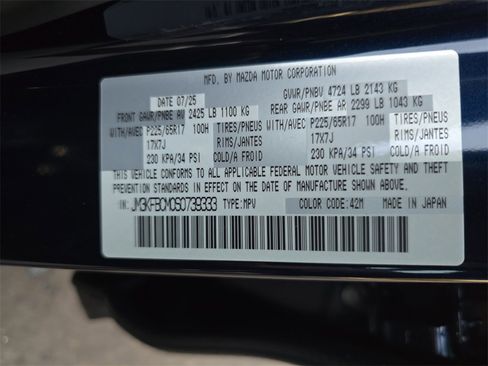 MFD. BY MAZDA MOTOR CORPORATION
DATE 07/25 GVWR/PNBV 4724 LB 2143 KG
FRONT GAWR/PNBE AV 2425 LB 1100 KG REAR GAWR/PNBE AR 2299 LB 1043 KG
WITH/AVEC P225/65R17 100H TIRES/PNEUS WITH/AVEC P225/65R17 100H TIRES/PNEUS
17X7J RIMS/JANTES 17X7J RIMS/JANTES
230 KPA/34 PSI COLD/A FROID 230 KPA/34 PSI COLD/A FROID
THIS VEHICLE CONFORMS TO ALL APPLICABLE FEDERAL MOTOR VEHICLE SAFETY AND THEFT
PREVENTION STANDARDS IN EFFECT ON THE DATE OF MANUFACTURE SHOWN ABOVE.
IN: JM3KFBCM0S0739333 TYPE:MPV COLOR CODE:42M MADE IN JAPAN